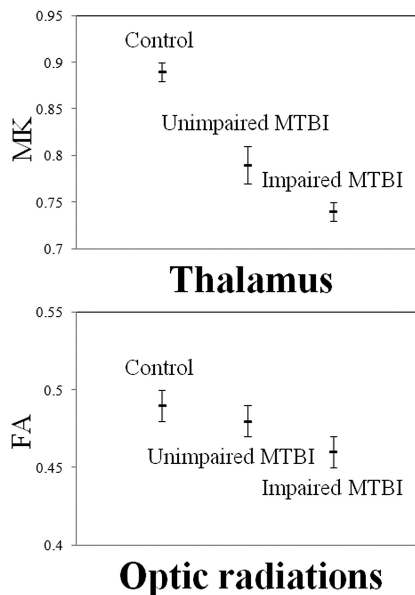 0.95
Control
0.9
0.85
Unimpaired MTBI
MK
0.8
Impaired MTBI
0.75
0.7
Thalamus
0.55
Control
0.5
FA
Unimpaired MTBI
0.45
Impaired MTBI
0.4
Optic radiations